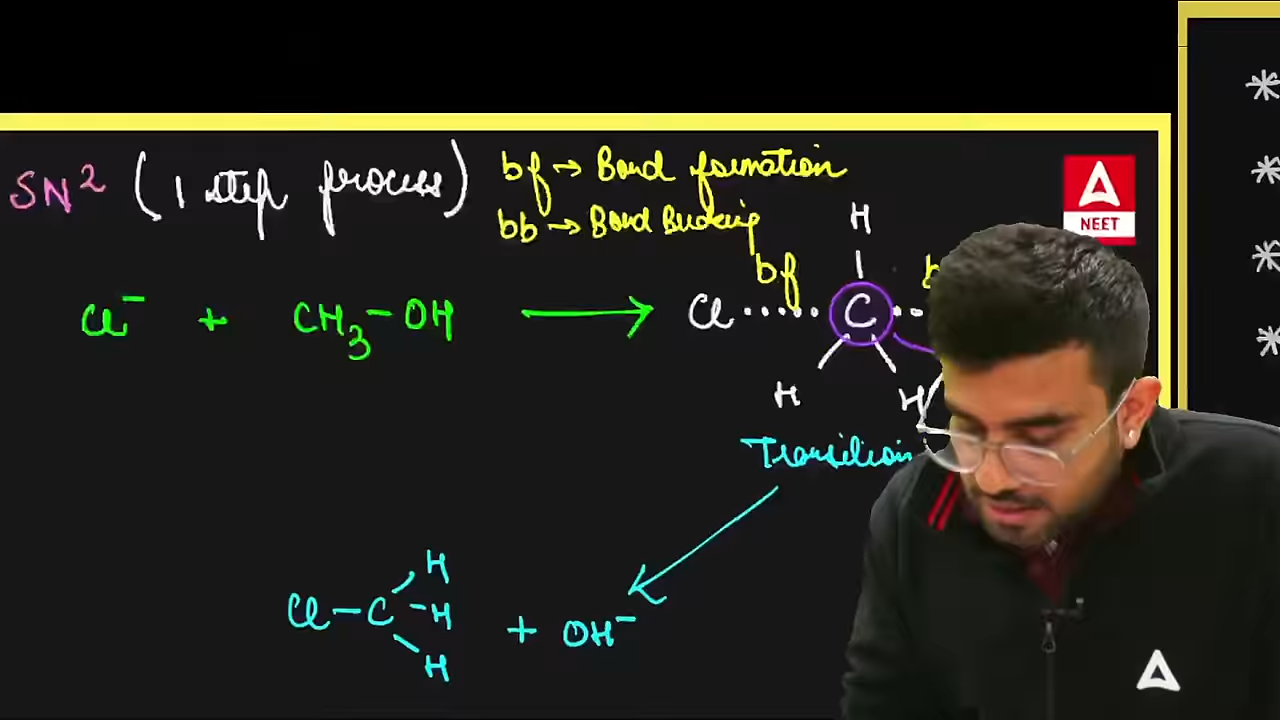 SN² (1 step process)
bf → Bond formation
bb → Bond Breaking
NEET
Cl⁻ + CH₃-OH → Cl ..... C ..
H
bf
b
H H
Transition
Cl-C-H + OH⁻
H
H
*
*
*
*